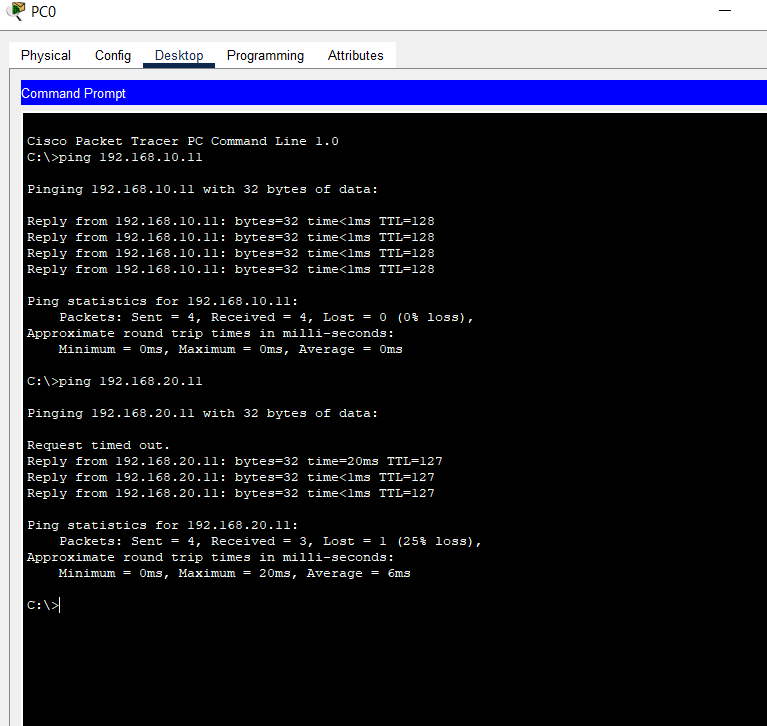 PC0
Physical Config Desktop Programming Attributes
Command Prompt
Cisco Packet Tracer PC Command Line 1.0
C:\>ping 192.168.10.11
Pinging 192.168.10.11 with 32 bytes of data:
Reply from 192.168.10.11: bytes=32 time<1ms TTL=128
Reply from 192.168.10.11: bytes=32 time<1ms TTL=128
Reply from 192.168.10.11: bytes=32 time<1ms TTL=128
Reply from 192.168.10.11: bytes=32 time<1ms TTL=128
Ping statistics for 192.168.10.11:
Packets: Sent = 4, Received = 4, Lost = 0 (0% loss),
Approximate round trip times in milli-seconds:
Minimum = 0ms, Maximum = 0ms, Average = 0ms
C:\>ping 192.168.20.11
Pinging 192.168.20.11 with 32 bytes of data:
Request timed out.
Reply from 192.168.20.11: bytes=32 time=20ms TTL=127
Reply from 192.168.20.11: bytes=32 time<1ms TTL=127
Reply from 192.168.20.11: bytes=32 time<1ms TTL=127
Ping statistics for 192.168.20.11:
Packets: Sent = 4, Received = 3, Lost = 1 (25% loss),
Approximate round trip times in milli-seconds:
Minimum = 0ms, Maximum = 20ms, Average = 6ms
C:\>